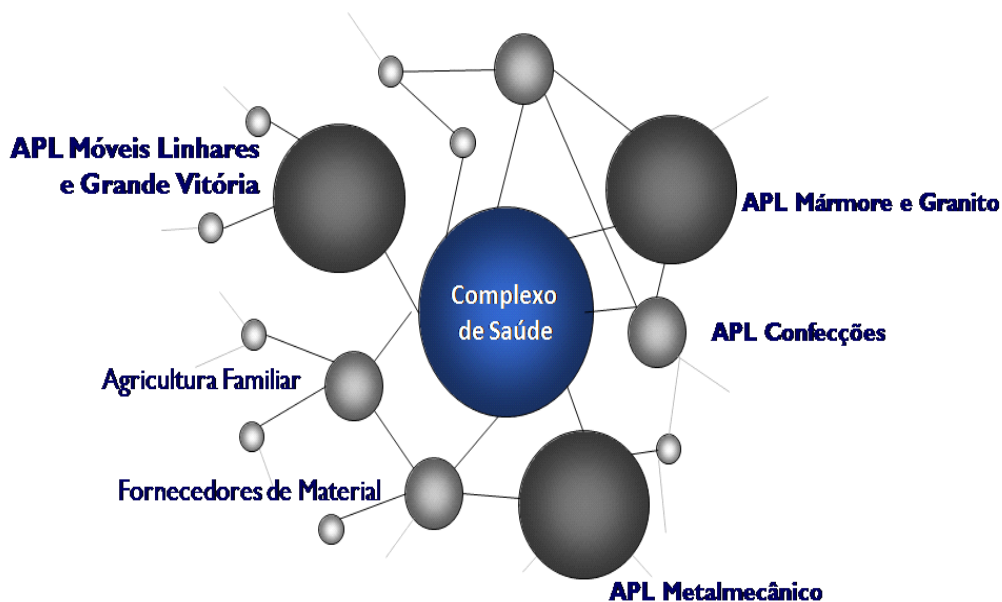 APL Móveis Linhares
e Grande Vitória
APL Mármore e Granito
Complexo
de Saúde
APL Confecções
Agricultura Familiar
Fornecedores de Material
APL Metalmecânico